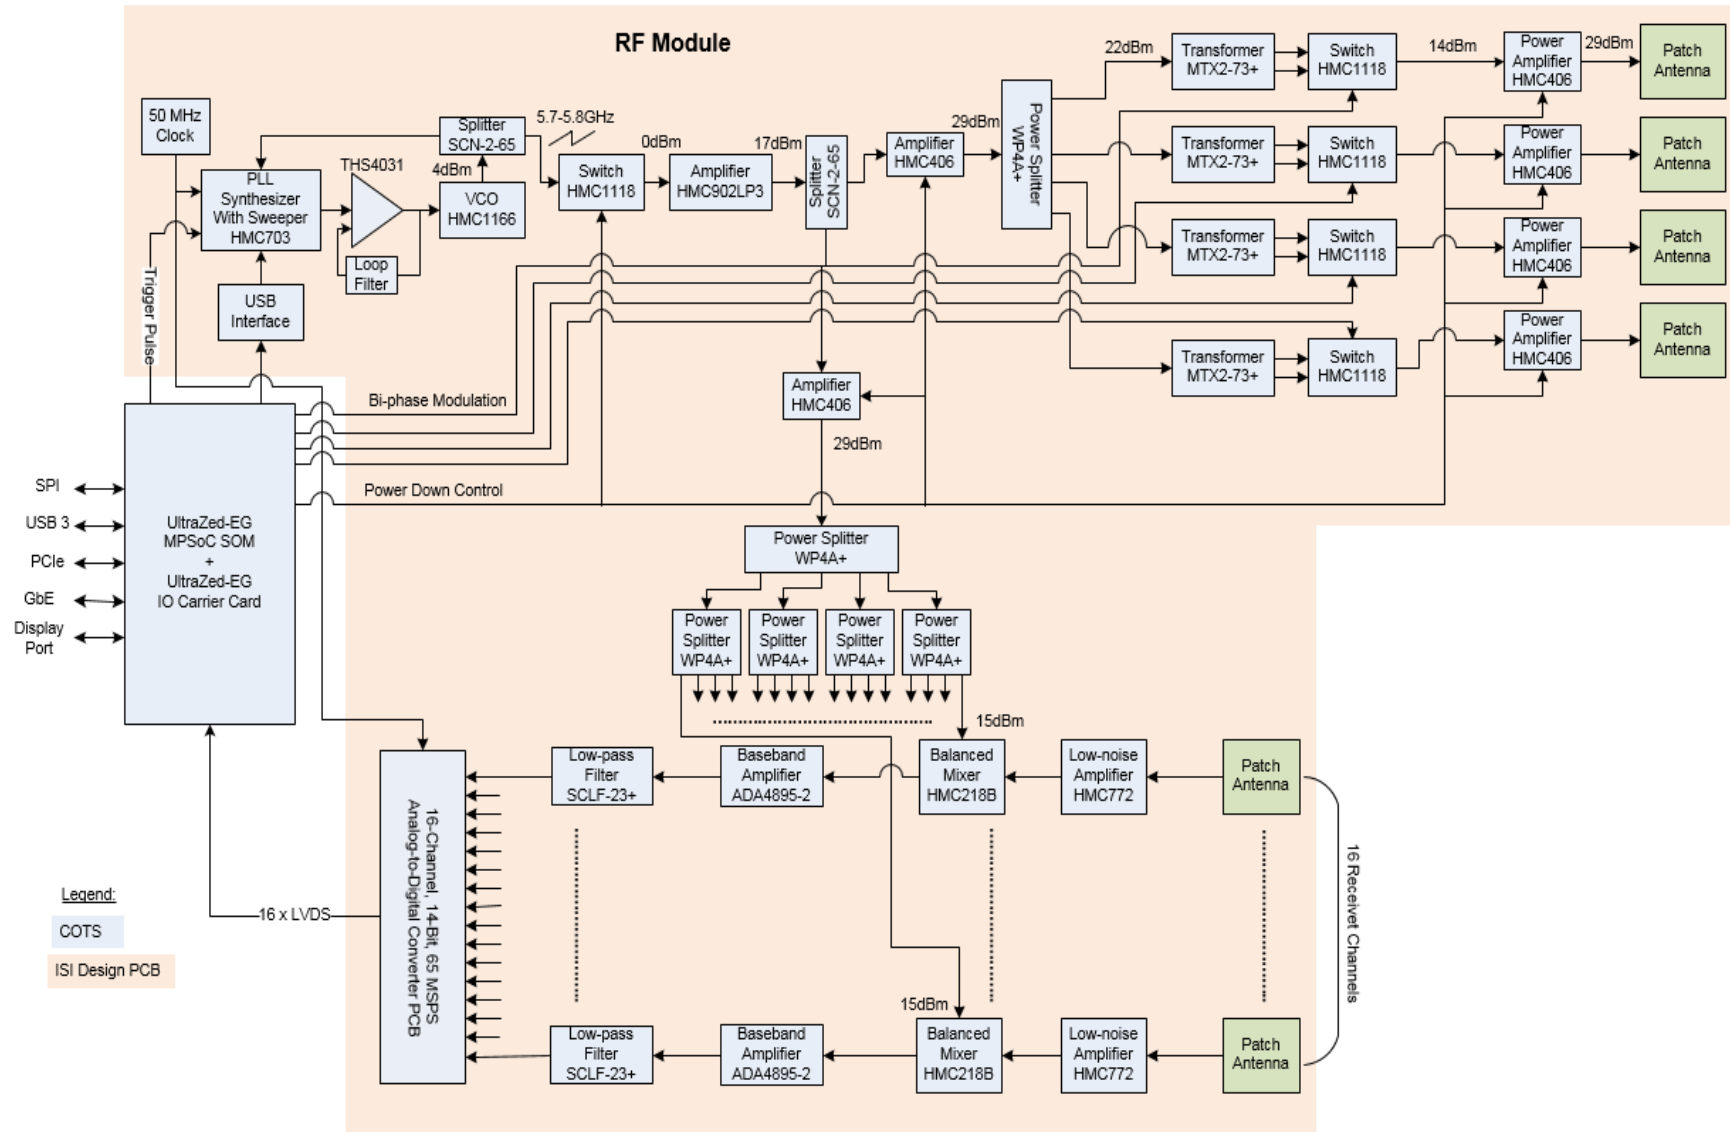 RF Module
50 MHz
Clock
PLL
Synthesizer
With Sweeper
HMC703
Trigger Pulse
USB
Interface
THS4031
Loop
Filter
4dBm
VCO
HMC1166
Splitter
SCN-2-65
5.7-5.8GHz
Switch
HMC1118
0dBm
Amplifier
HMC902LP3
17dBm
Splitter
SCN-2-65
Amplifier
HMC406
29dBm
Power Splitter
WP4A+
22dBm
Transformer
MTX2-73+
Switch
HMC1118
14dBm
Power
Amplifier
HMC406
29dBm
Patch
Antenna
Transformer
MTX2-73+
Switch
HMC1118
Power
Amplifier
HMC406
Patch
Antenna
Transformer
MTX2-73+
Switch
HMC1118
Power
Amplifier
HMC406
Patch
Antenna
Transformer
MTX2-73+
Switch
HMC1118
Power
Amplifier
HMC406
Patch
Antenna
Amplifier
HMC406
29dBm
Bi-phase Modulation
Power Down Control
SPI
USB 3
PCIe
GbE
Display
Port
UltraZed-EG
MPSoC SOM
+
UltraZed-EG
IO Carrier Card
Power Splitter
WP4A+
Power
Splitter
WP4A+
Power
Splitter
WP4A+
Power
Splitter
WP4A+
Power
Splitter
WP4A+
15dBm
16-Channel, 14-Bit, 65 MSPS
Analog-to-Digital Converter PCB
Low-pass
Filter
SCLF-23+
Baseband
Amplifier
ADA4895-2
Balanced
Mixer
HMC218B
Low-noise
Amplifier
HMC772
Patch
Antenna
16 Receivet Channels
16 x LVDS
15dBm
Low-pass
Filter
SCLF-23+
Baseband
Amplifier
ADA4895-2
Balanced
Mixer
HMC218B
Low-noise
Amplifier
HMC772
Patch
Antenna
Legend:
COTS
ISI Design PCB